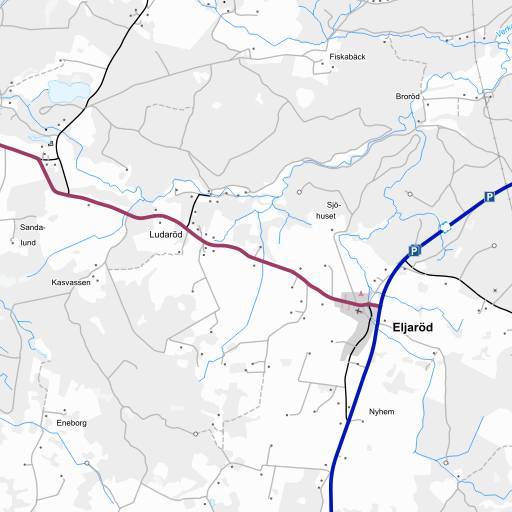 Fiskabäck
Broröd
Sjö-
huset
Sanda-
lund
Ludaröd
Kasvassen
P
P
Eljaröd
Nyhem
Eneborg